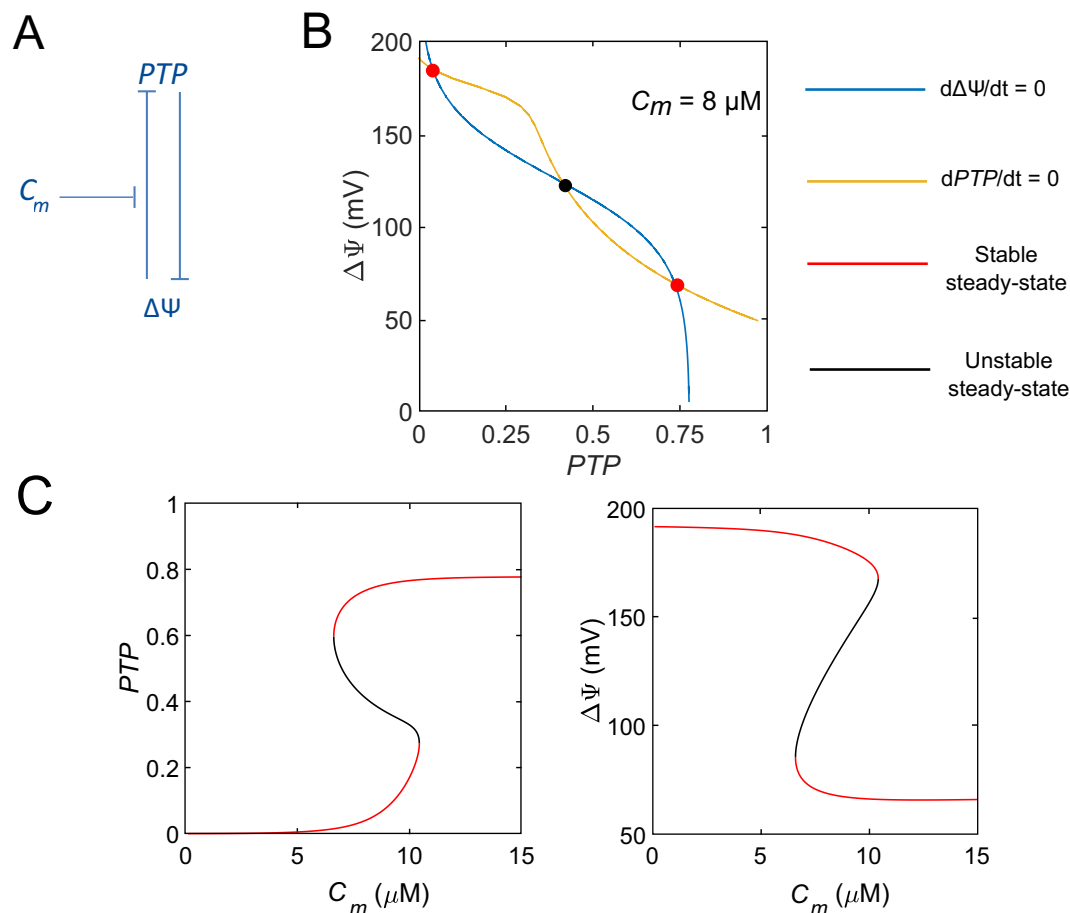 A
PTP
C_m
ΔΨ
B
200
150
100
50
0
ΔΨ (mV)
C_m = 8 μM
0 0.25 0.5 0.75 1
PTP
dΔΨ/dt = 0
dPTP/dt = 0
Stable
steady-state
Unstable
steady-state
C
1
0.8
0.6
0.4
0.2
0
PTP
0 5 10 15
C_m (μM)
200
150
100
50
ΔΨ (mV)
0 5 10 15
C_m (μM)